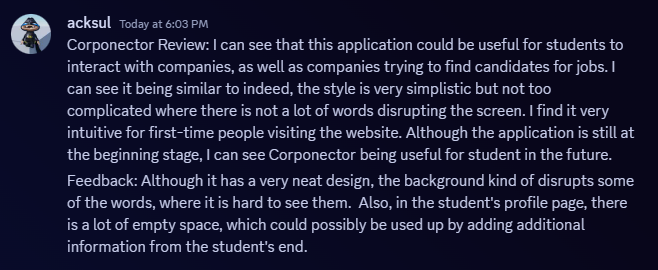 acksul Today at 6:03 PM
Corponector Review: I can see that this application could be useful for students to
interact with companies, as well as companies trying to find candidates for jobs. I
can see it being similar to indeed, the style is very simplistic but not too
complicated where there is not a lot of words disrupting the screen. I find it very
intuitive for first-time people visiting the website. Although the application is still at
the beginning stage, I can see Corponector being useful for student in the future.
Feedback: Although it has a very neat design, the background kind of disrupts some
of the words, where it is hard to see them.  Also, in the student's profile page, there
is a lot of empty space, which could possibly be used up by adding additional
information from the student's end.